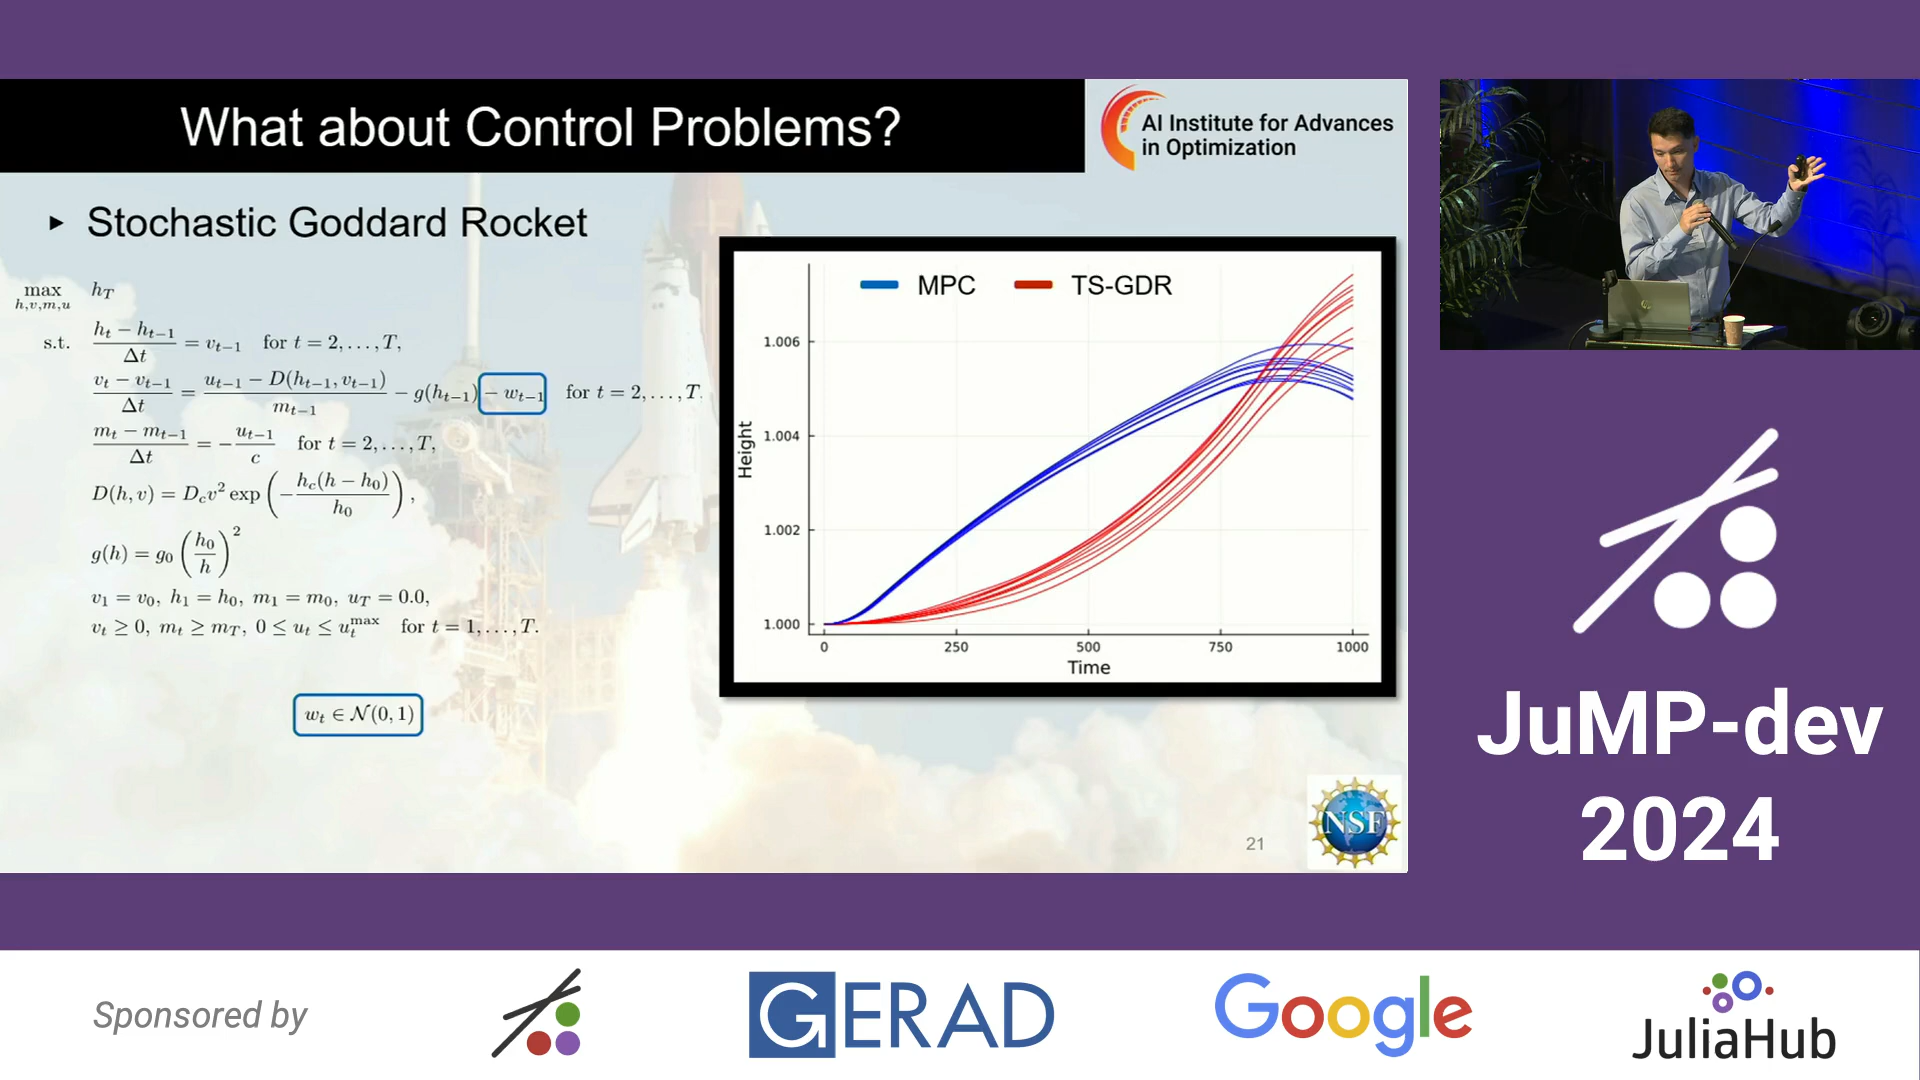 What about Control Problems?
AI Institute for Advances
in Optimization
▸ Stochastic Goddard Rocket
max h_T
h,v,m,u
s.t. (h_t − h_{t−1})/Δt = v_{t−1} for t = 2, . . . , T,
(v_t − v_{t−1})/Δt = (u_{t−1} − D(h_{t−1}, v_{t−1}))/m_{t−1} − g(h_{t−1}) − w_{t−1} for t = 2, . . . , T.
(m_t − m_{t−1})/Δt = −u_{t−1}/c for t = 2, . . . , T,
D(h, v) = D_c v² exp(−h_c(h − h_0)/h_0),
g(h) = g_0 (h_0/h)²
v_1 = v_0, h_1 = h_0, m_1 = m_0, u_T = 0.0,
v_t ≥ 0, m_t ≥ m_T, 0 ≤ u_t ≤ u_t^max for t = 1, . . . , T.
w_t ∈ N(0, 1)
MPC TS-GDR
1.006
1.004
1.002
1.000
Height
0 250 500 750 1000
Time
21
NSF
JuMP-dev
2024
Sponsored by
GERAD
Google
JuliaHub